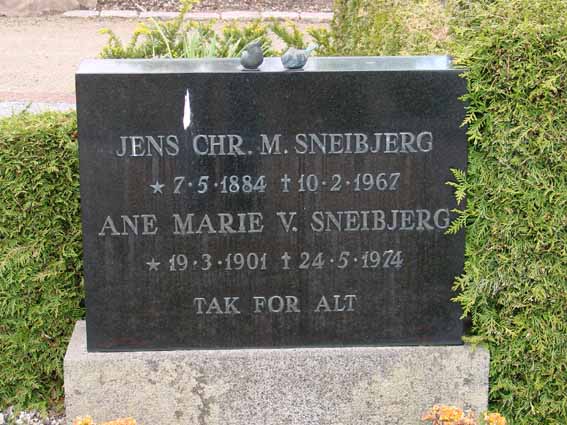 JENS CHR. M. SNEIBJERG
★ 7·5·1884 † 10·2·1967
ANE MARIE V. SNEIBJERG
★ 19·3·1901 † 24·5·1974
TAK FOR ALT